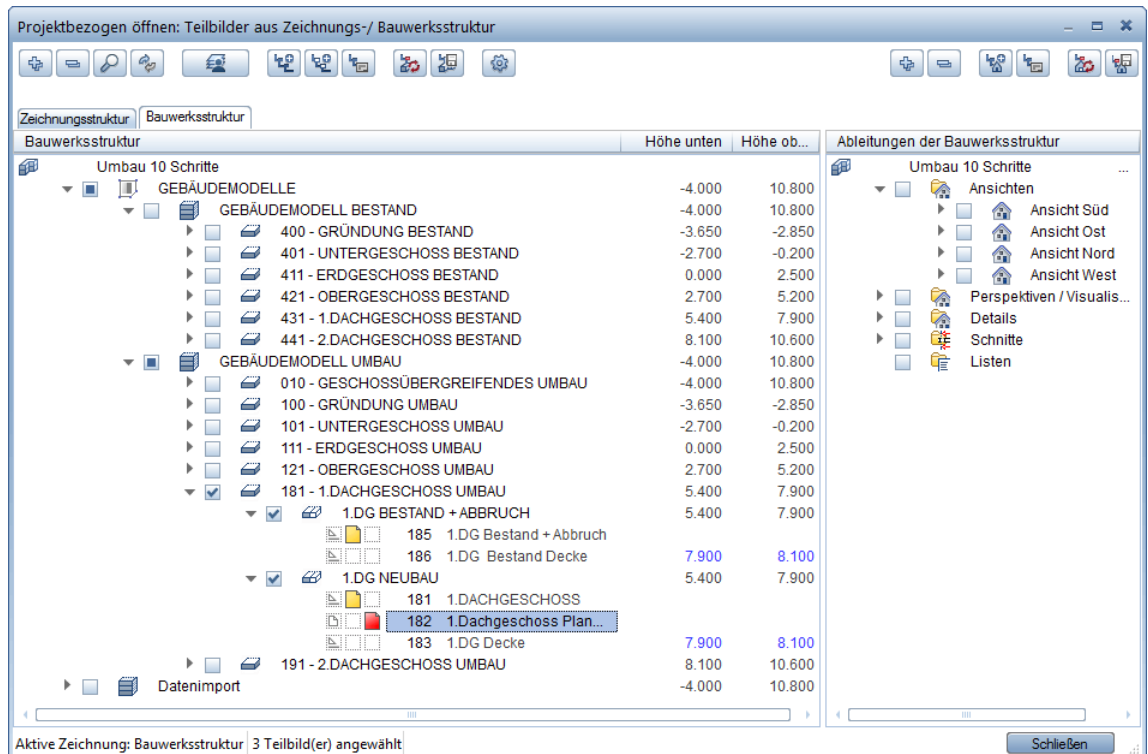 Projektbezogen öffnen: Teilbilder aus Zeichnungs-/ Bauwerksstruktur
Zeichnungsstruktur Bauwerksstruktur
Bauwerksstruktur Höhe unten Höhe ob...
Umbau 10 Schritte
GEBÄUDEMODELLE -4.000 10.800
GEBÄUDEMODELL BESTAND -4.000 10.800
400 - GRÜNDUNG BESTAND -3.650 -2.850
401 - UNTERGESCHOSS BESTAND -2.700 -0.200
411 - ERDGESCHOSS BESTAND 0.000 2.500
421 - OBERGESCHOSS BESTAND 2.700 5.200
431 - 1.DACHGESCHOSS BESTAND 5.400 7.900
441 - 2.DACHGESCHOSS BESTAND 8.100 10.600
GEBÄUDEMODELL UMBAU -4.000 10.800
010 - GESCHOSSÜBERGREIFENDES UMBAU -4.000 10.800
100 - GRÜNDUNG UMBAU -3.650 -2.850
101 - UNTERGESCHOSS UMBAU -2.700 -0.200
111 - ERDGESCHOSS UMBAU 0.000 2.500
121 - OBERGESCHOSS UMBAU 2.700 5.200
181 - 1.DACHGESCHOSS UMBAU 5.400 7.900
1.DG BESTAND + ABBRUCH 5.400 7.900
185 1.DG Bestand + Abbruch
186 1.DG Bestand Decke 7.900 8.100
1.DG NEUBAU 5.400 7.900
181 1.DACHGESCHOSS
182 1.Dachgeschoss Plan...
183 1.DG Decke 7.900 8.100
191 - 2.DACHGESCHOSS UMBAU 8.100 10.600
Datenimport -4.000 10.800
Ableitungen der Bauwerksstruktur
Umbau 10 Schritte ...
Ansichten
Ansicht Süd
Ansicht Ost
Ansicht Nord
Ansicht West
Perspektiven / Visualis...
Details
Schnitte
Listen
Aktive Zeichnung: Bauwerksstruktur 3 Teilbild(er) angewählt
Schließen